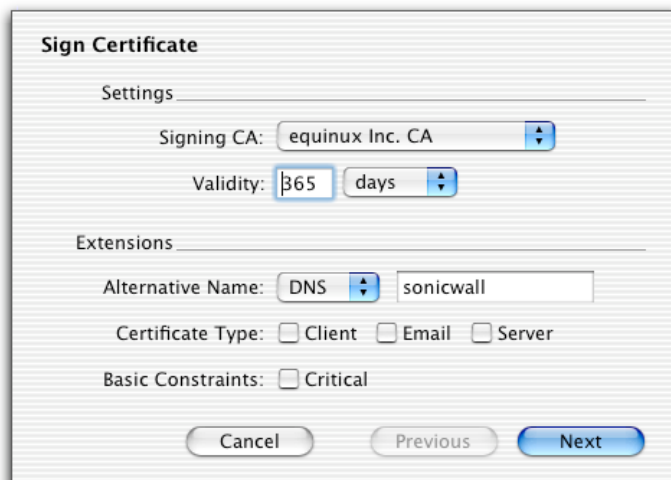 Sign Certificate
Settings
Signing CA: equinux Inc. CA
Validity: 365 days
Extensions
Alternative Name: DNS sonicwall
Certificate Type: Client Email Server
Basic Constraints: Critical
Cancel Previous Next